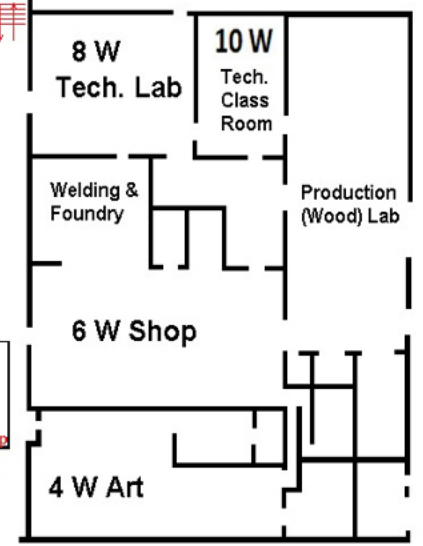 8 W
Tech. Lab
10 W
Tech.
Class
Room
Welding &
Foundry
Production
(Wood) Lab
6 W Shop
4 W Art